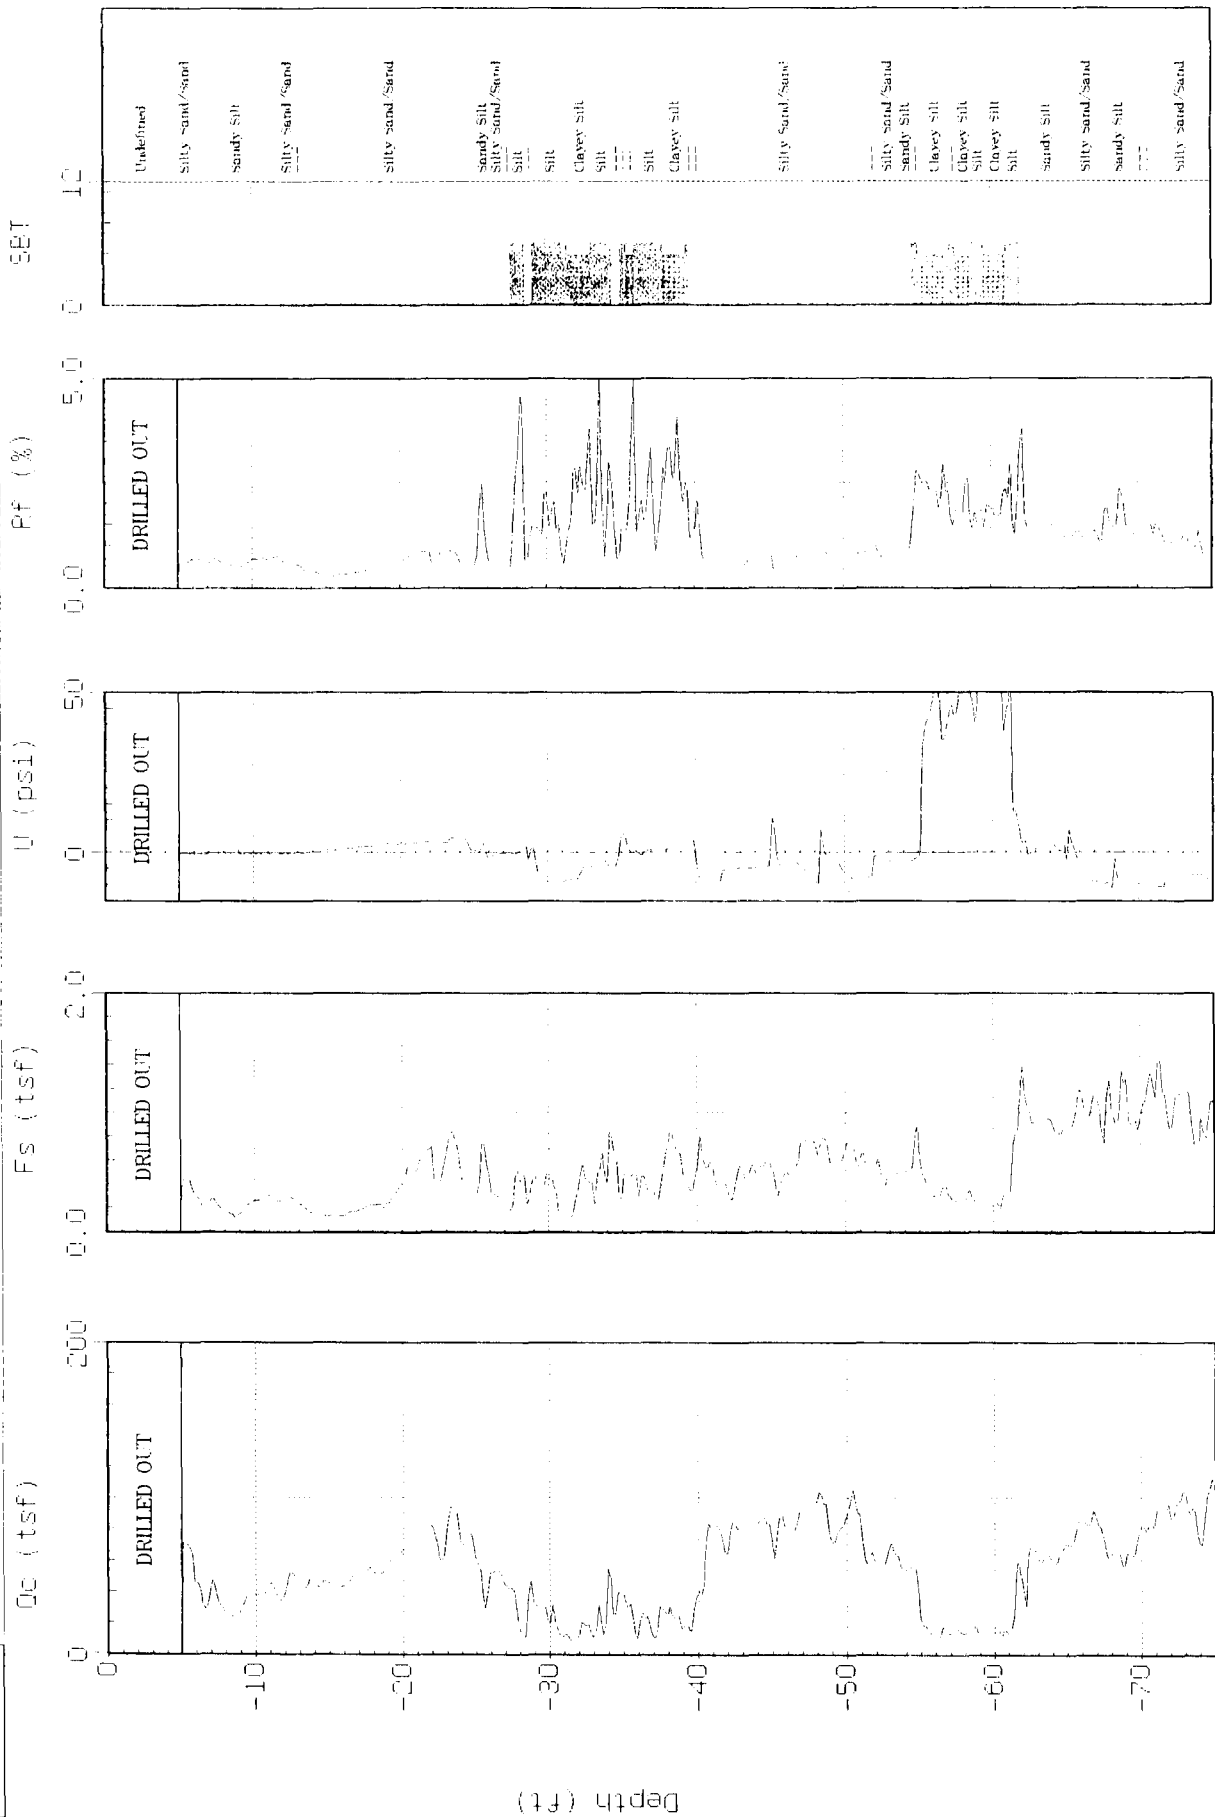 Qc (tsf)
Fs (tsf)
U (psi)
Rf (%)
SBT
0
200
0.0
2.0
0
50
0.0
5.0
0
12
Depth (ft)
0
-10
-20
-30
-40
-50
-60
-70
DRILLED OUT
DRILLED OUT
DRILLED OUT
DRILLED OUT
Undefined
Silty Sand/Sand
Sandy Silt
Silty Sand/Sand
Silty Sand/Sand
Sandy Silt
Silty Sand/Sand
Silt
Silt
Clayey Silt
Silt
Silt
Clayey Silt
Silty Sand/Sand
Silty Sand/Sand
Sandy Silt
Clayey Silt
Clayey Silt
Silt
Clayey Silt
Silt
Sandy Silt
Silty Sand/Sand
Sandy Silt
Silty Sand/Sand